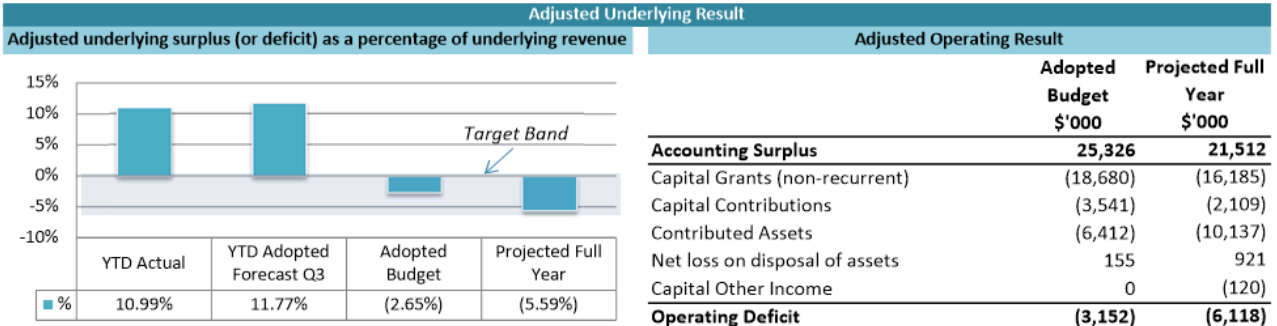 Adjusted Underlying Result
Adjusted underlying surplus (or deficit) as a percentage of underlying revenue
15%
10%
5%
0%
-5%
-10%
Target Band
YTD Actual
YTD Adopted
Forecast Q3
Adopted
Budget
Projected Full
Year
% 10.99% 11.77% (2.65%) (5.59%)
Adjusted Operating Result
Adopted Projected Full
Budget Year
$'000 $'000
Accounting Surplus 25,326 21,512
Capital Grants (non-recurrent) (18,680) (16,185)
Capital Contributions (3,541) (2,109)
Contributed Assets (6,412) (10,137)
Net loss on disposal of assets 155 921
Capital Other Income 0 (120)
Operating Deficit (3,152) (6,118)